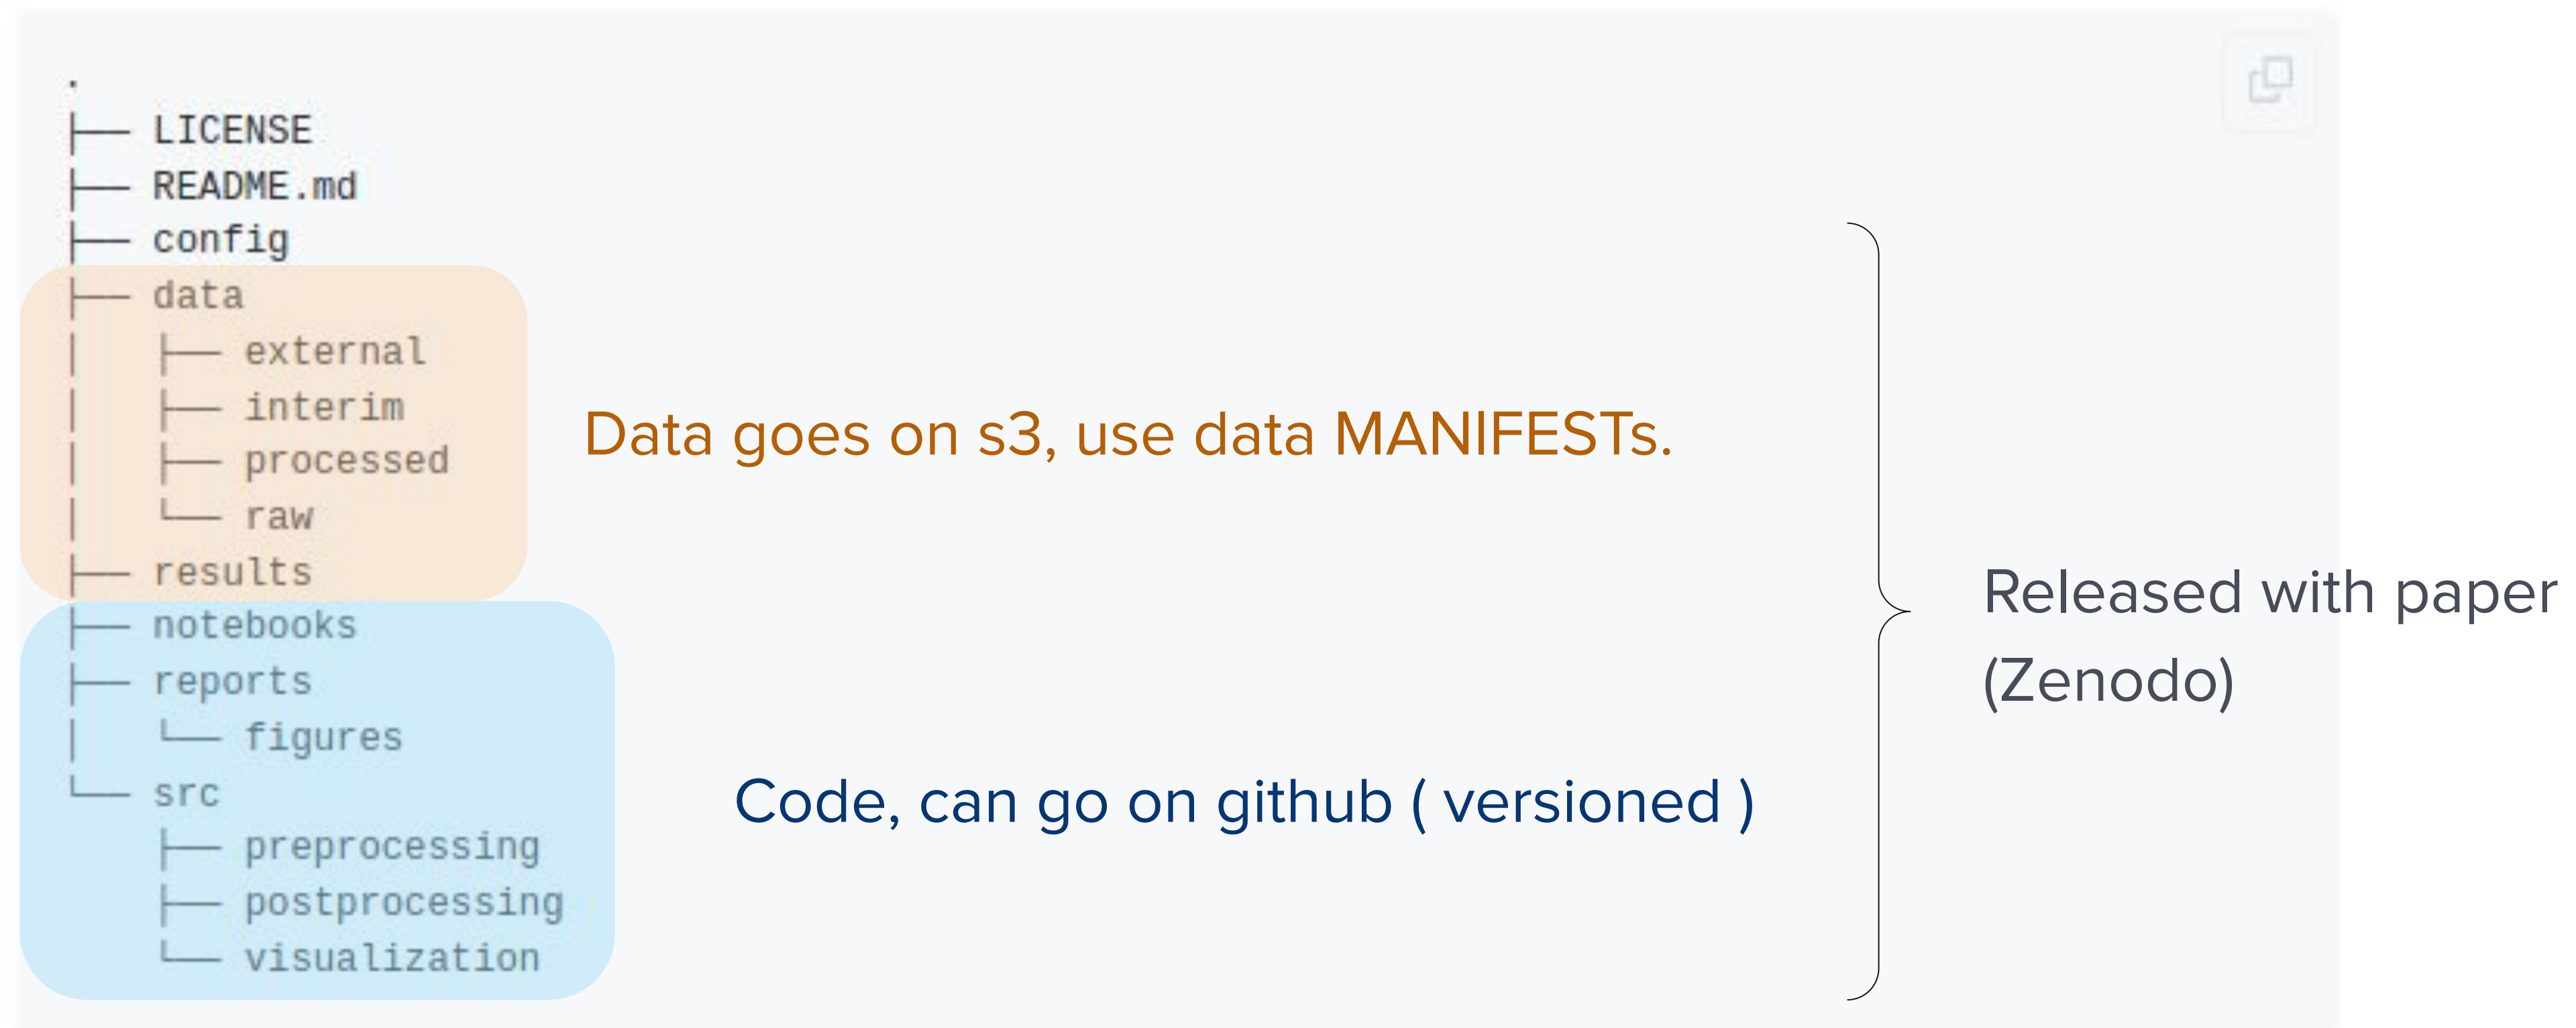 .
├── LICENSE
├── README.md
├── config
├── data
│   ├── external
│   ├── interim
│   ├── processed
│   └── raw
├── results
├── notebooks
├── reports
│   └── figures
└── src
    ├── preprocessing
    ├── postprocessing
    └── visualization
Data goes on s3, use data MANIFESTs.
Code, can go on github ( versioned )
Released with paper
(Zenodo)